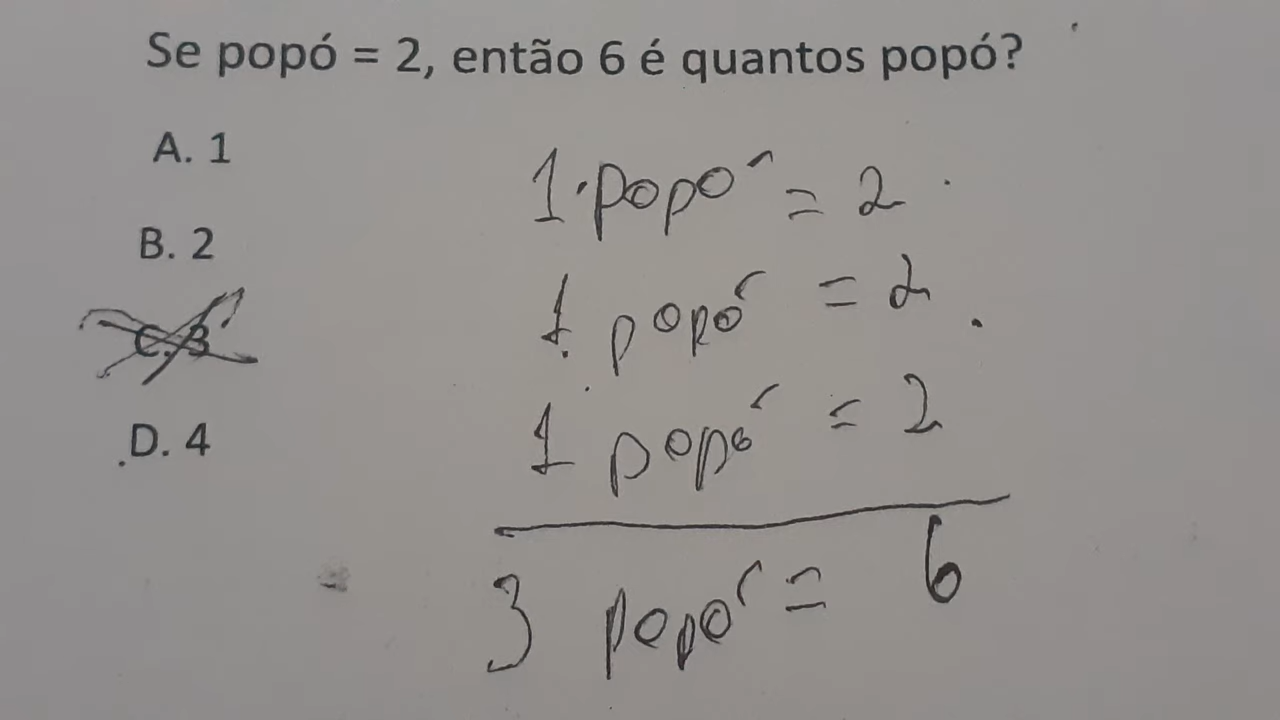 Se popó = 2, então 6 é quantos popó?
A. 1
B. 2
C. 3
D. 4
1.popó = 2
1 popó = 2
1 popó = 2
3 popó = 6